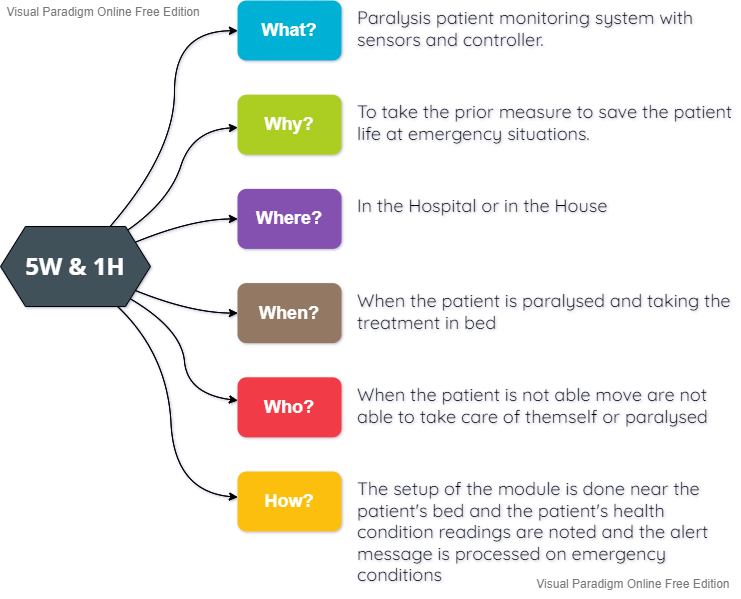 Visual Paradigm Online Free Edition
What?
Paralysis patient monitoring system with
sensors and controller.
Why?
To take the prior measure to save the patient
life at emergency situations.
Where?
In the Hospital or in the House
5W & 1H
When?
When the patient is paralysed and taking the
treatment in bed
Who?
When the patient is not able move are not
able to take care of themself or paralysed
How?
The setup of the module is done near the
patient's bed and the patient's health
condition readings are noted and the alert
message is processed on emergency
conditions
Visual Paradigm Online Free Edition